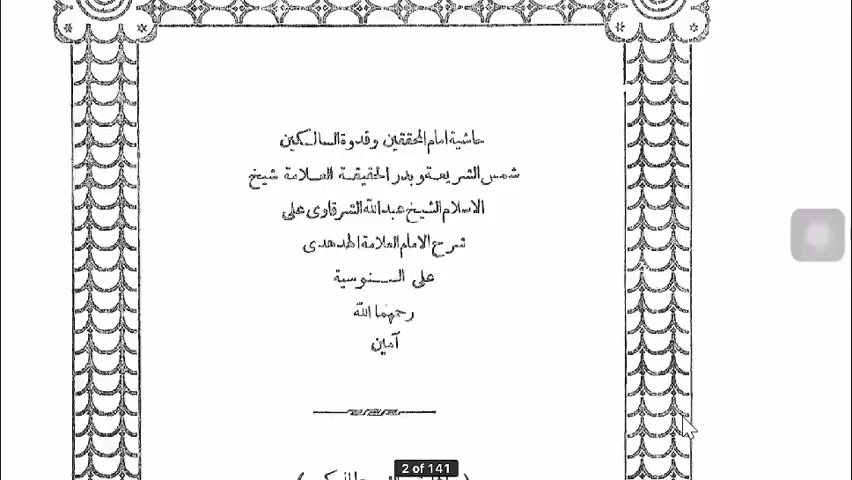 حاشية امام المحققين وقدوة السالكين
شمس الشريعة وبدر الحقيقة العلامة شيخ
الاسلام الشيخ عبدالله الشرقاوى على
شرح الامام العلامة الهدهدى
على السنوسية
رحمهما الله
آمين
2 of 141